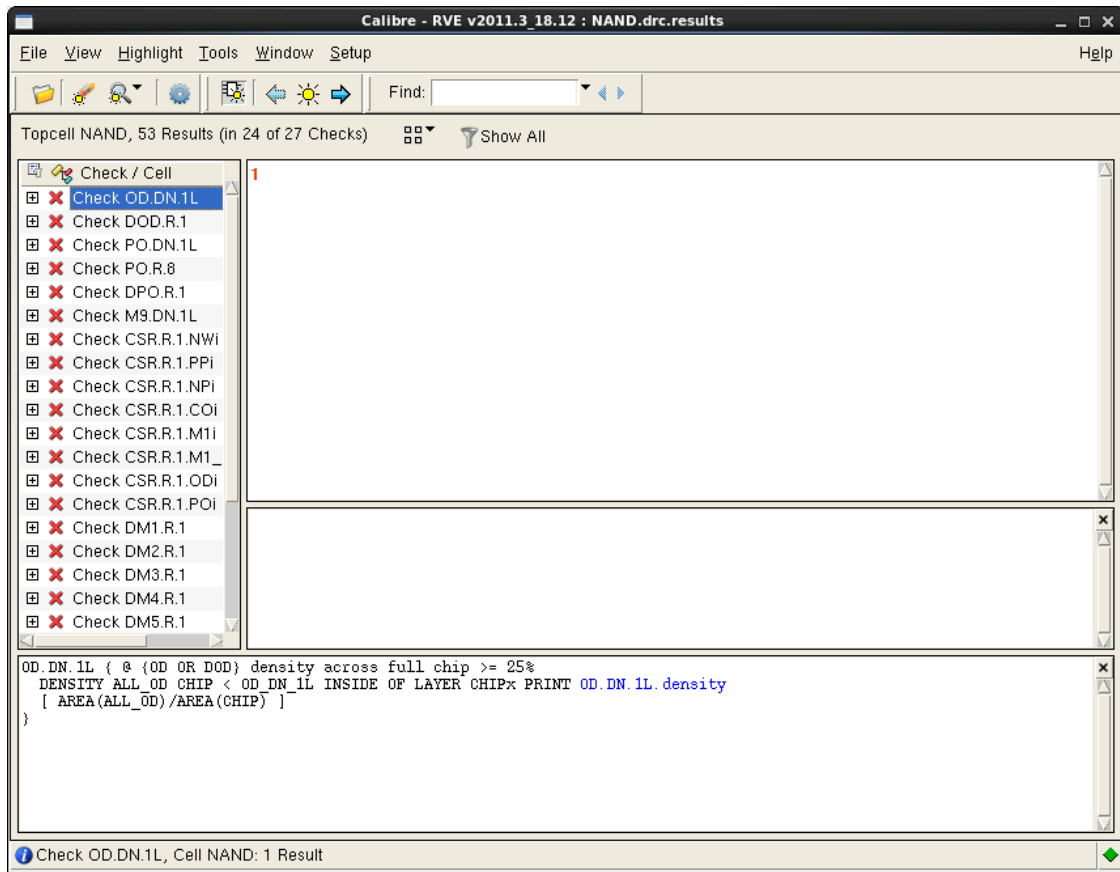 Calibre - RVE v2011.3_18.12 : NAND.drc.results
File View Highlight Tools Window Setup Help
Find:
Topcell NAND, 53 Results (in 24 of 27 Checks) Show All
Check / Cell
1
Check OD.DN.1L
Check DOD.R.1
Check PO.DN.1L
Check PO.R.8
Check DPO.R.1
Check M9.DN.1L
Check CSR.R.1.NWi
Check CSR.R.1.PPi
Check CSR.R.1.NPi
Check CSR.R.1.COi
Check CSR.R.1.M1i
Check CSR.R.1.M1_
Check CSR.R.1.ODi
Check CSR.R.1.POi
Check DM1.R.1
Check DM2.R.1
Check DM3.R.1
Check DM4.R.1
Check DM5.R.1
OD.DN.1L { @ {OD OR DOD} density across full chip >= 25%
DENSITY ALL_OD CHIP < OD_DN_1L INSIDE OF LAYER CHIPx PRINT OD.DN.1L.density
[ AREA(ALL_OD)/AREA(CHIP) ]
}
Check OD.DN.1L, Cell NAND: 1 Result